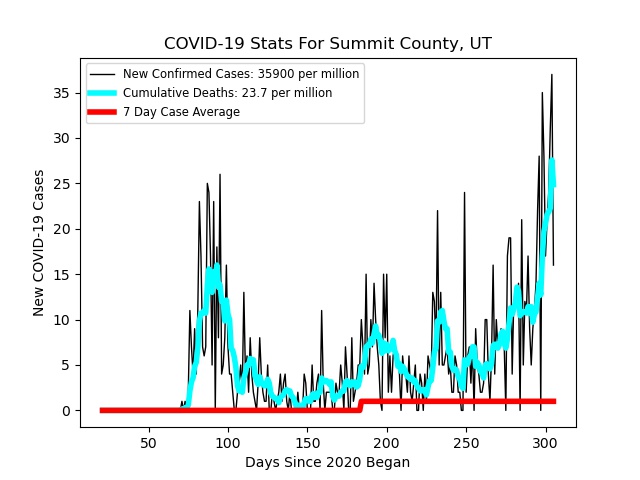 COVID-19 Stats For Summit County, UT
New Confirmed Cases: 35900 per million
Cumulative Deaths: 23.7 per million
7 Day Case Average
New COVID-19 Cases
35
30
25
20
15
10
5
0
50 100 150 200 250 300
Days Since 2020 Began